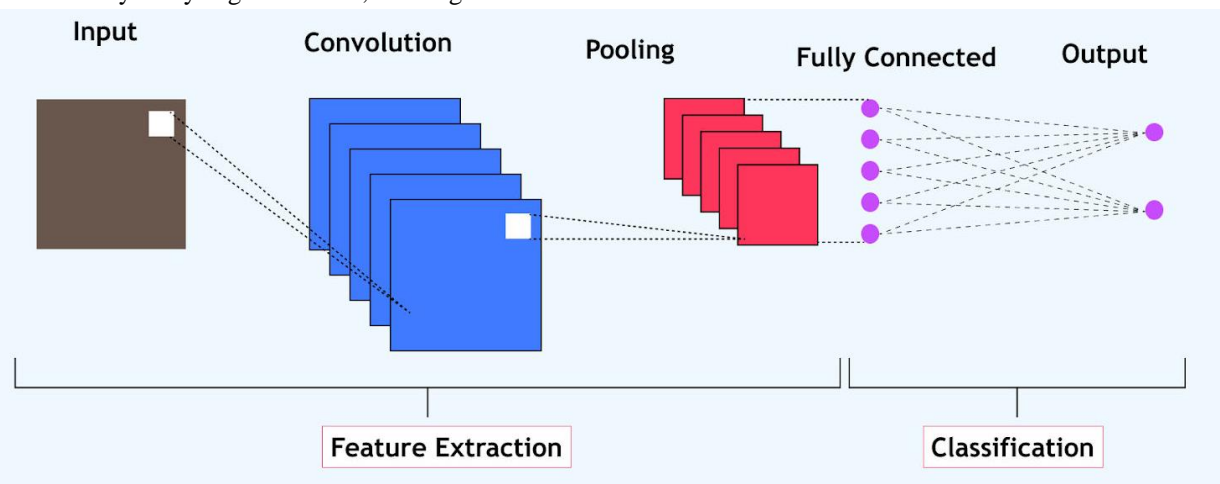 Input
Convolution
Pooling
Fully Connected
Output
Feature Extraction
Classification